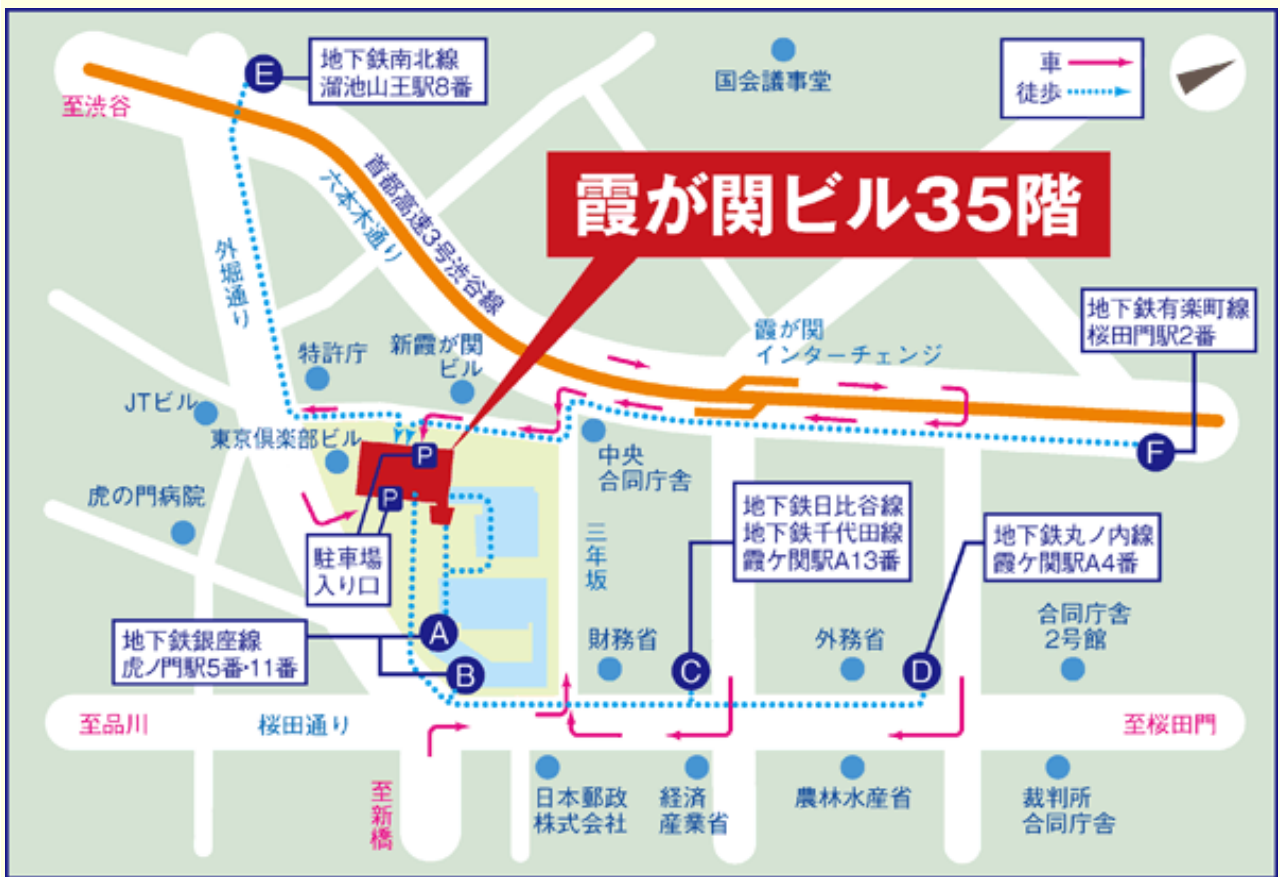 E
地下鉄南北線
溜池山王駅8番
国会議事堂
車
徒歩
至渋谷
首都高速3号渋谷線
六本木通り
霞が関ビル35階
外堀通り
地下鉄有楽町線
桜田門駅2番
霞が関
インターチェンジ
特許庁
新霞が関
ビル
JTビル
東京倶楽部ビル
P
P
中央
合同庁舎
F
虎の門病院
駐車場
入り口
三年坂
地下鉄日比谷線
地下鉄千代田線
霞ケ関駅A13番
地下鉄丸ノ内線
霞ケ関駅A4番
地下鉄銀座線
虎ノ門駅5番・11番
A
B
財務省
C
外務省
D
合同庁舎
2号館
至品川
桜田通り
至桜田門
至新橋
日本郵政
株式会社
経済
産業省
農林水産省
裁判所
合同庁舎